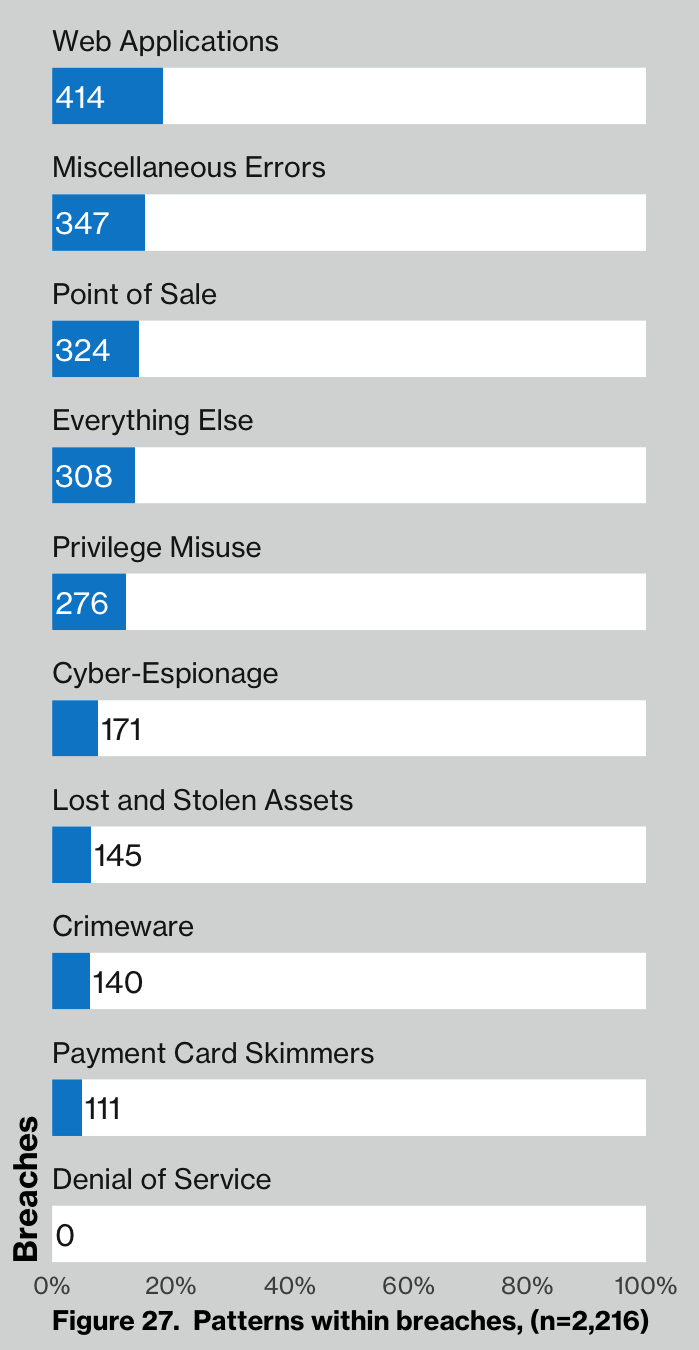 Web Applications
414
Miscellaneous Errors
347
Point of Sale
324
Everything Else
308
Privilege Misuse
276
Cyber-Espionage
171
Lost and Stolen Assets
145
Crimeware
140
Payment Card Skimmers
111
Denial of Service
0
Breaches
0% 20% 40% 60% 80% 100%
Figure 27. Patterns within breaches, (n=2,216)